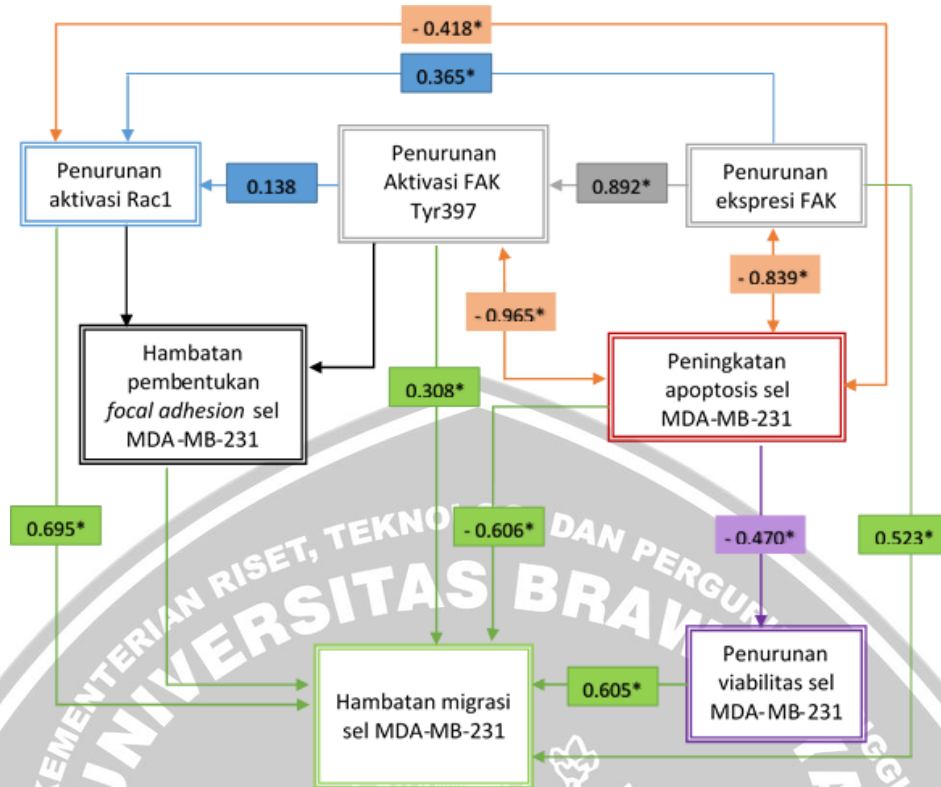 - 0.418*
0.365*
Penurunan
aktivasi Rac1
0.138
Penurunan
Aktivasi FAK
Tyr397
0.892*
Penurunan
ekspresi FAK
- 0.965*
- 0.839*
Hambatan
pembentukan
focal adhesion sel
MDA-MB-231
0.308*
Peningkatan
apoptosis sel
MDA-MB-231
0.695*
- 0.606*
- 0.470*
0.523*
Hambatan migrasi
sel MDA-MB-231
0.605*
Penurunan
viabilitas sel
MDA-MB-231
KEMENTERIAN RISET, TEKNOLOGI DAN
UNIVERSITAS